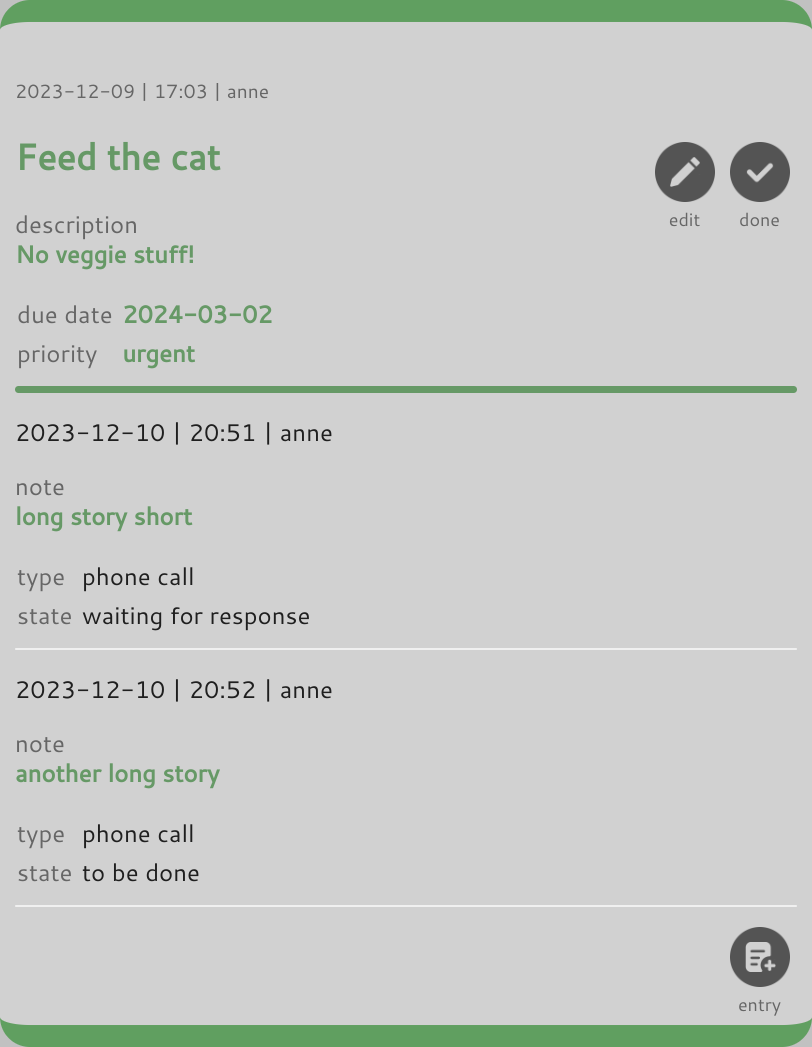 2023-12-09 | 17:03 | anne
Feed the cat
edit
done
description
No veggie stuff!
due date 2024-03-02
priority urgent
2023-12-10 | 20:51 | anne
note
long story short
type phone call
state waiting for response
2023-12-10 | 20:52 | anne
note
another long story
type phone call
state to be done
entry